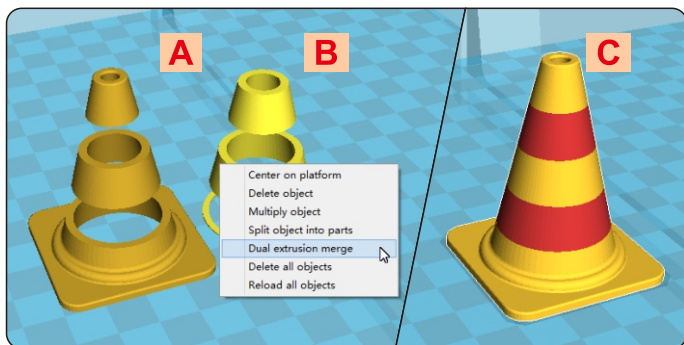 A
B
C
Center on platform
Delete object
Multiply object
Split object into parts
Dual extrusion merge
Delete all objects
Reload all objects